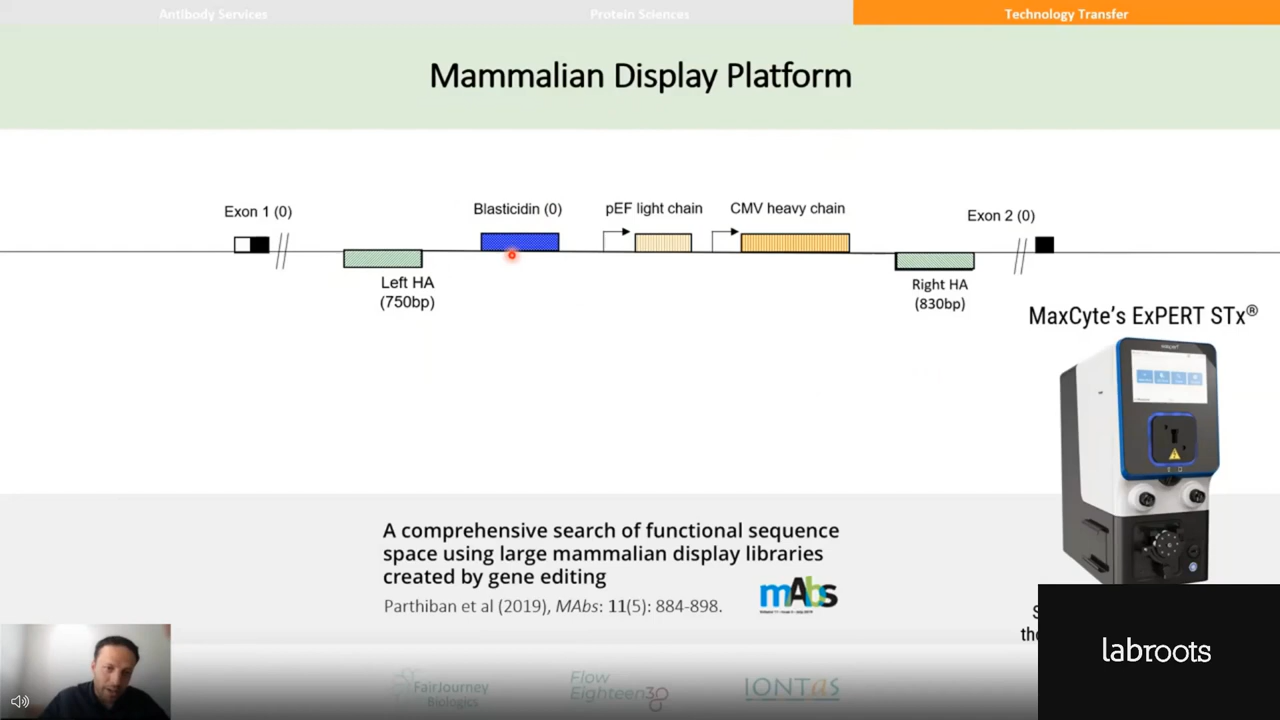 Antibody Services
Protein Sciences
Technology Transfer
Mammalian Display Platform
Exon 1 (0)
Blasticidin (0)
pEF light chain
CMV heavy chain
Exon 2 (0)
Left HA
(750bp)
Right HA
(830bp)
MaxCyte’s ExPERT STx®
A comprehensive search of functional sequence
space using large mammalian display libraries
created by gene editing
mAbs
Parthiban et al (2019), MAbs: 11(5): 884-898.
labroots
FairJourney
Biologics
Flow
Eighteen38
IONTAS